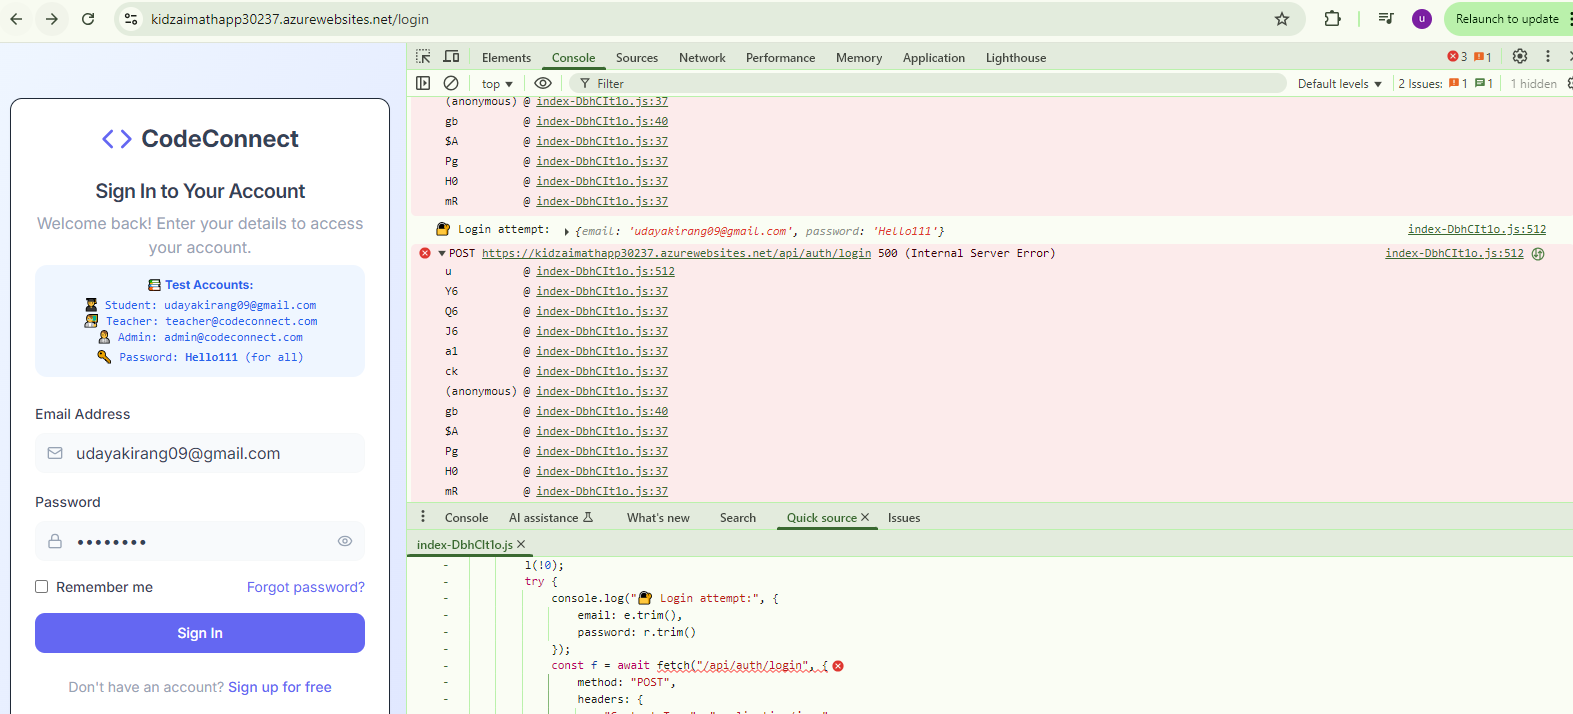 kidzaimathapp30237.azurewebsites.net/login
u
Relaunch to update
CodeConnect
Sign In to Your Account
Welcome back! Enter your details to access
your account.
Test Accounts:
Student: udayakirang09@gmail.com
Teacher: teacher@codeconnect.com
Admin: admin@codeconnect.com
Password: Hello111 (for all)
Email Address
udayakirang09@gmail.com
Password
••••••••
Remember me
Forgot password?
Sign In
Don't have an account? Sign up for free
Elements
Console
Sources
Network
Performance
Memory
Application
Lighthouse
3
1
top
Filter
Default levels
2 Issues:
1
1
1 hidden
(anonymous) @ index-DbhCIt1o.js:37
gb @ index-DbhCIt1o.js:40
$A @ index-DbhCIt1o.js:37
Pg @ index-DbhCIt1o.js:37
H0 @ index-DbhCIt1o.js:37
mR @ index-DbhCIt1o.js:37
Login attempt: {email: 'udayakirang09@gmail.com', password: 'Hello111'} index-DbhCIt1o.js:512
POST https://kidzaimathapp30237.azurewebsites.net/api/auth/login 500 (Internal Server Error) index-DbhCIt1o.js:512
u @ index-DbhCIt1o.js:512
Y6 @ index-DbhCIt1o.js:37
Q6 @ index-DbhCIt1o.js:37
J6 @ index-DbhCIt1o.js:37
a1 @ index-DbhCIt1o.js:37
ck @ index-DbhCIt1o.js:37
(anonymous) @ index-DbhCIt1o.js:37
gb @ index-DbhCIt1o.js:40
$A @ index-DbhCIt1o.js:37
Pg @ index-DbhCIt1o.js:37
H0 @ index-DbhCIt1o.js:37
mR @ index-DbhCIt1o.js:37
Console
AI assistance
What's new
Search
Quick source
Issues
index-DbhCIt1o.js
l(!0);
try {
console.log("🔐 Login attempt:", {
email: e.trim(),
password: r.trim()
});
const f = await fetch("/api/auth/login", {
method: "POST",
headers: {